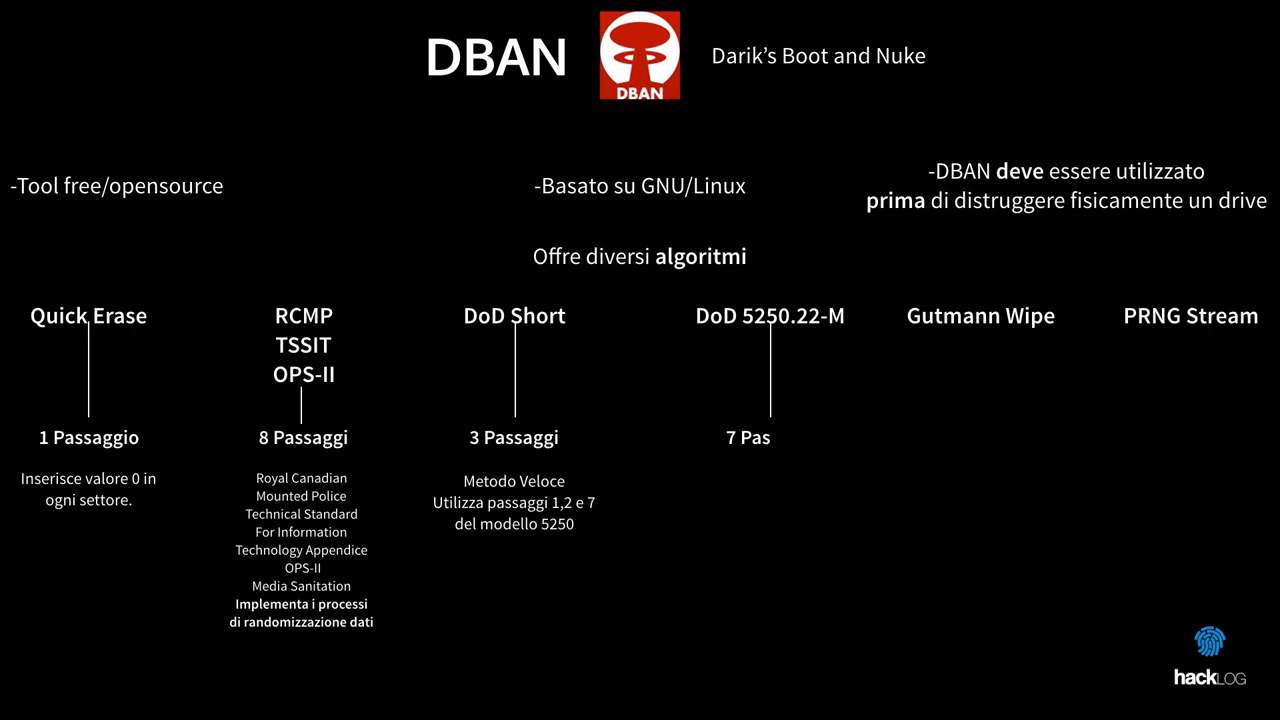 DBAN
DBAN
Darik's Boot and Nuke
-Tool free/opensource
-Basato su GNU/Linux
-DBAN deve essere utilizzato
prima di distruggere fisicamente un drive
Offre diversi algoritmi
Quick Erase
1 Passaggio
Inserisce valore 0 in
ogni settore.
RCMP
TSSIT
OPS-II
8 Passaggi
Royal Canadian
Mounted Police
Technical Standard
For Information
Technology Appendice
OPS-II
Media Sanitation
Implementa i processi
di randomizzazione dati
DoD Short
3 Passaggi
Metodo Veloce
Utilizza passaggi 1,2 e 7
del modello 5250
DoD 5250.22-M
7 Pas
Gutmann Wipe
PRNG Stream
hackLOG